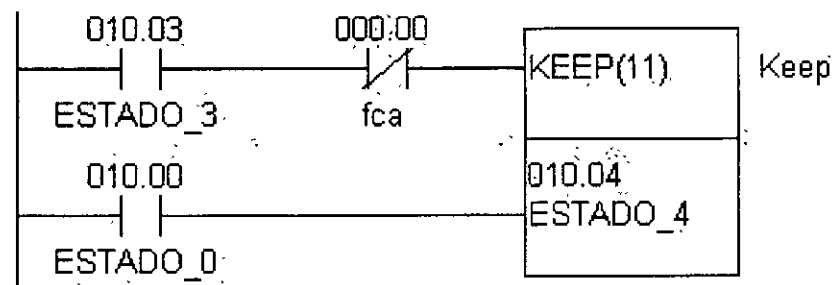 010.03
000.00
KEEP(11)
Keep
ESTADO_3
fca
010.00
010.04
ESTADO_4
ESTADO_0